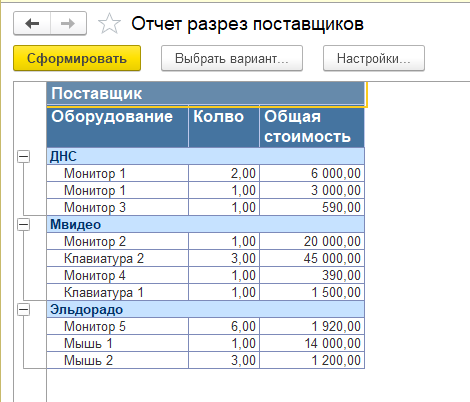 Отчет разрез поставщиков
Сформировать Выбрать вариант... Настройки...
Поставщик
Оборудование Колво Общая
стоимость
ДНС
Монитор 1 2,00 6 000,00
Монитор 1 1,00 3 000,00
Монитор 3 1,00 590,00
Мвидео
Монитор 2 1,00 20 000,00
Клавиатура 2 3,00 45 000,00
Монитор 4 1,00 390,00
Клавиатура 1 1,00 1 500,00
Эльдорадо
Монитор 5 6,00 1 920,00
Мышь 1 1,00 14 000,00
Мышь 2 3,00 1 200,00